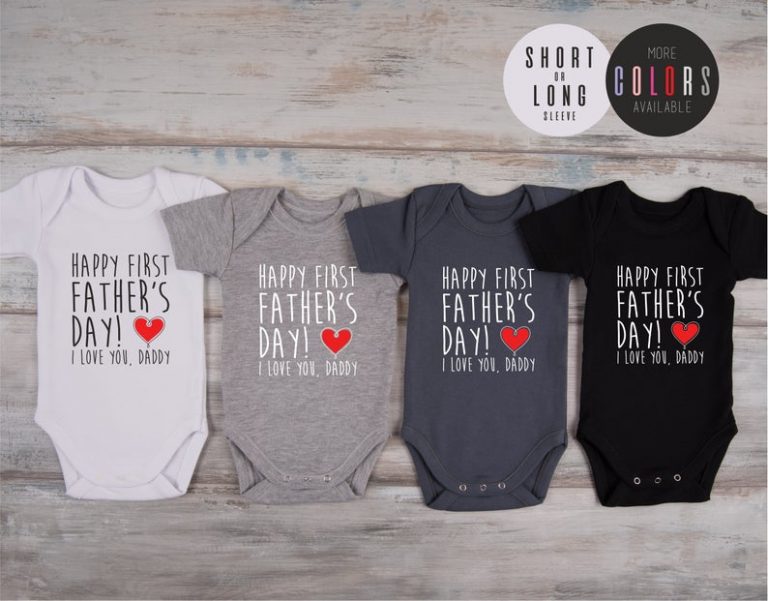 SHORT
OR
LONG
SLEEVE
MORE
COLORS
AVAILABLE
HAPPY FIRST
FATHER'S
DAY!
I LOVE YOU, DADDY
HAPPY FIRST
FATHER'S
DAY!
I LOVE YOU, DADDY
HAPPY FIRST
FATHER'S
DAY!
I LOVE YOU, DADDY
HAPPY FIRST
FATHER'S
DAY!
I LOVE YOU, DADDY